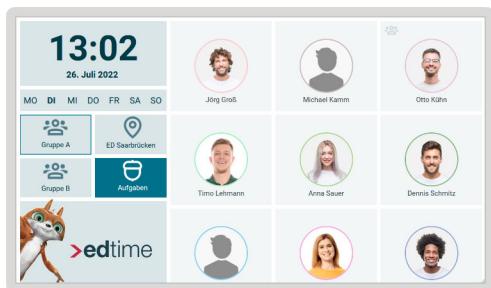 13:02
26. Juli 2022
MO DI MI DO FR SA SO
Gruppe A
ED Saarbrücken
Gruppe B
Aufgaben
edtime
Jörg Groß
Michael Kamm
Otto Kühn
Timo Lehmann
Anna Sauer
Dennis Schmitz